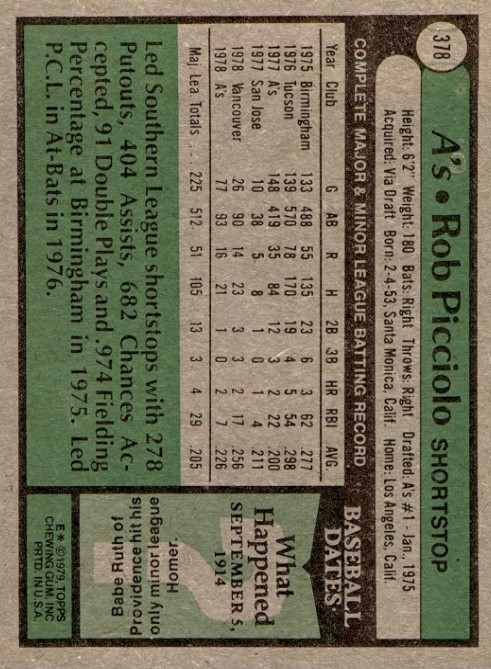 378
A's • Rob Picciolo SHORTSTOP
Height: 6'2" Weight: 180 Bats: Right Throws: Right Drafted: A's #1-Jan., 1975
Acquired: Via Draft Born: 2-4-53, Santa Monica, Calif. Home: Los Angeles, Calif.
COMPLETE MAJOR & MINOR LEAGUE BATTING RECORD
Year Club G AB R H 2B 3B HR RBI AVG.
1975 Birmingham 133 488 55 135 23 6 3 62 .277
1976 Tucson 139 570 78 170 19 4 5 54 .298
1977 A's 148 419 35 84 12 3 2 22 .200
1977 San Jose 10 38 5 8 1 0 1 4 .211
1978 Vancouver 26 90 14 23 3 3 2 17 .256
1978 A's 77 93 16 21 1 0 2 7 .226
Maj. Lea. Totals . . . 225 512 51 105 13 3 4 29 .205
Led Southern League shortstops with 278
Putouts, 404 Assists, 682 Chances Ac-
cepted, 91 Double Plays and .974 Fielding
Percentage at Birmingham in 1975. Led
P.C.L. in At-Bats in 1976.
BASEBALL
DATES
What
Happened
SEPTEMBER 5,
1914
?
Babe Ruth of
Providence hit his
only minor league
Homer.
E * © 1979, TOPPS
CHEWING GUM, INC
PRTD. IN U.S.A.